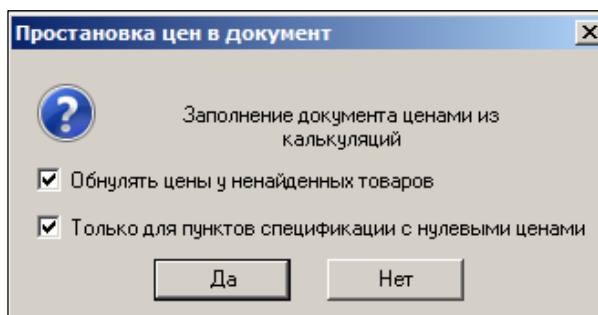 Простановка цен в документ
Заполнение документа ценами из
калькуляций
Обнулять цены у ненайденных товаров
Только для пунктов спецификации с нулевыми ценами
Да Нет